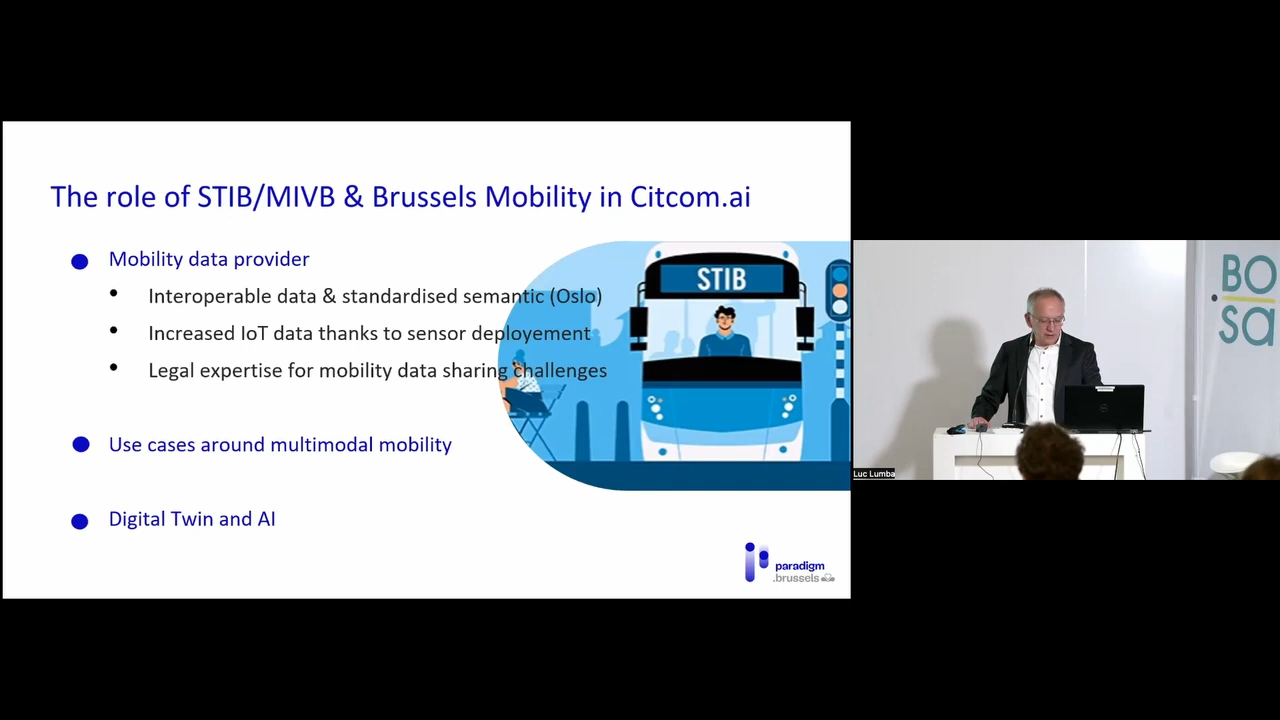 The role of STIB/MIVB & Brussels Mobility in Citcom.ai
Mobility data provider
Interoperable data & standardised semantic (Oslo)
Increased IoT data thanks to sensor deployement
Legal expertise for mobility data sharing challenges
Use cases around multimodal mobility
Digital Twin and AI
STIB
paradigm
.brussels
BO
SA
Luc Lumba